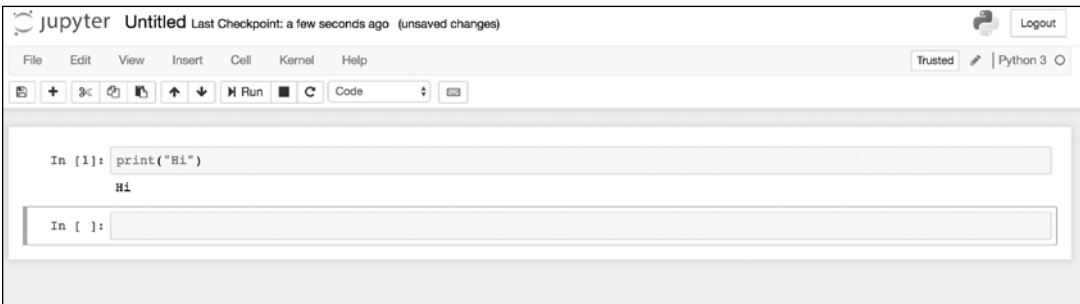 jupyter Untitled Last Checkpoint: a few seconds ago (unsaved changes) Logout
File Edit View Insert Cell Kernel Help Trusted Python 3
Run Code
In [1]: print("Hi")
Hi
In [ ]: